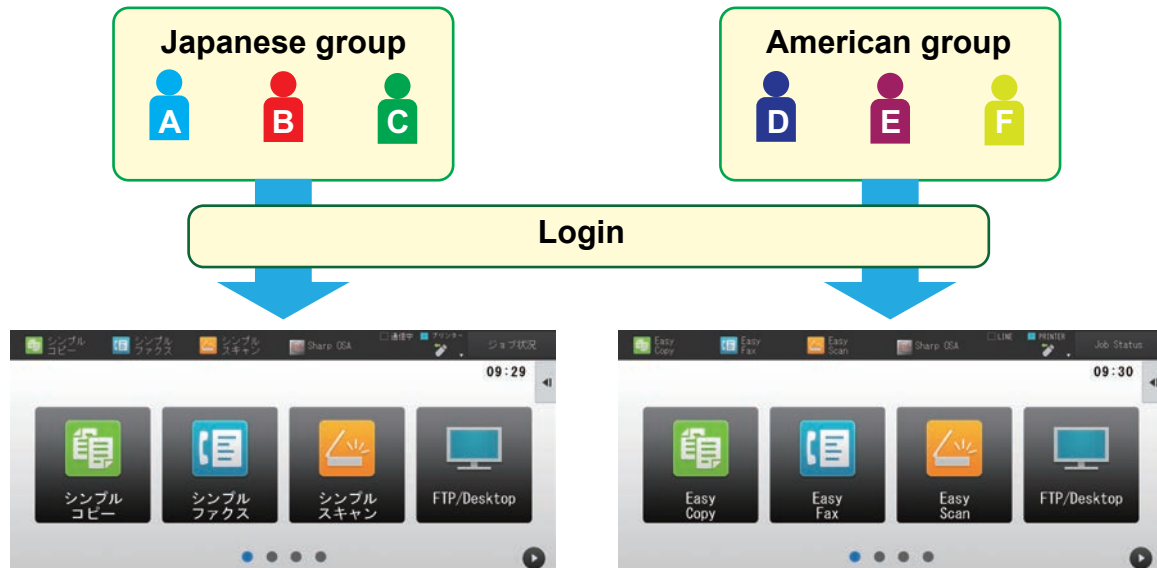 Japanese group
A B C
American group
D E F
Login
シンプル
コピー
シンプル
ファクス
シンプル
スキャン
Sharp OSA
通信中
プリンター
ジョブ状況
09:29
シンプル
コピー
シンプル
ファクス
シンプル
スキャン
FTP/Desktop
Easy
Copy
Easy
Fax
Easy
Scan
Sharp OSA
LINE
PRINTER
Job Status
09:30
Easy
Copy
Easy
Fax
Easy
Scan
FTP/Desktop